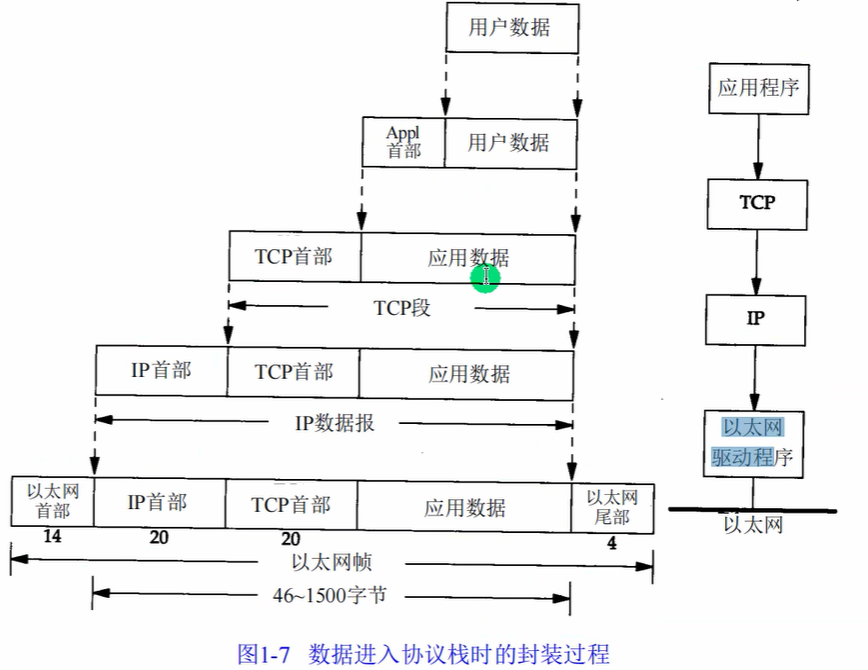 用户数据
Appl
首部
用户数据
TCP首部
应用数据
TCP段
IP首部
TCP首部
应用数据
IP数据报
以太网
首部
IP首部
TCP首部
应用数据
以太网
尾部
14
20
20
4
以太网帧
46~1500字节
应用程序
TCP
IP
以太网
驱动程序
以太网
图1-7 数据进入协议栈时的封装过程